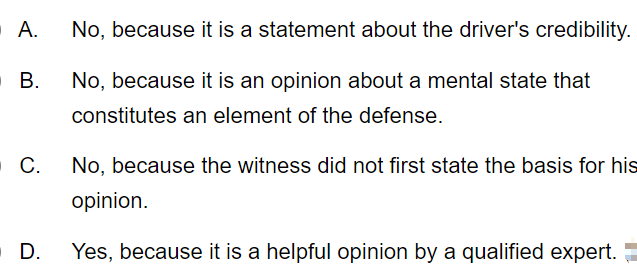 A. No, because it is a statement about the driver's credibility.
B. No, because it is an opinion about a mental state that
constitutes an element of the defense.
C. No, because the witness did not first state the basis for his
opinion.
D. Yes, because it is a helpful opinion by a qualified expert.